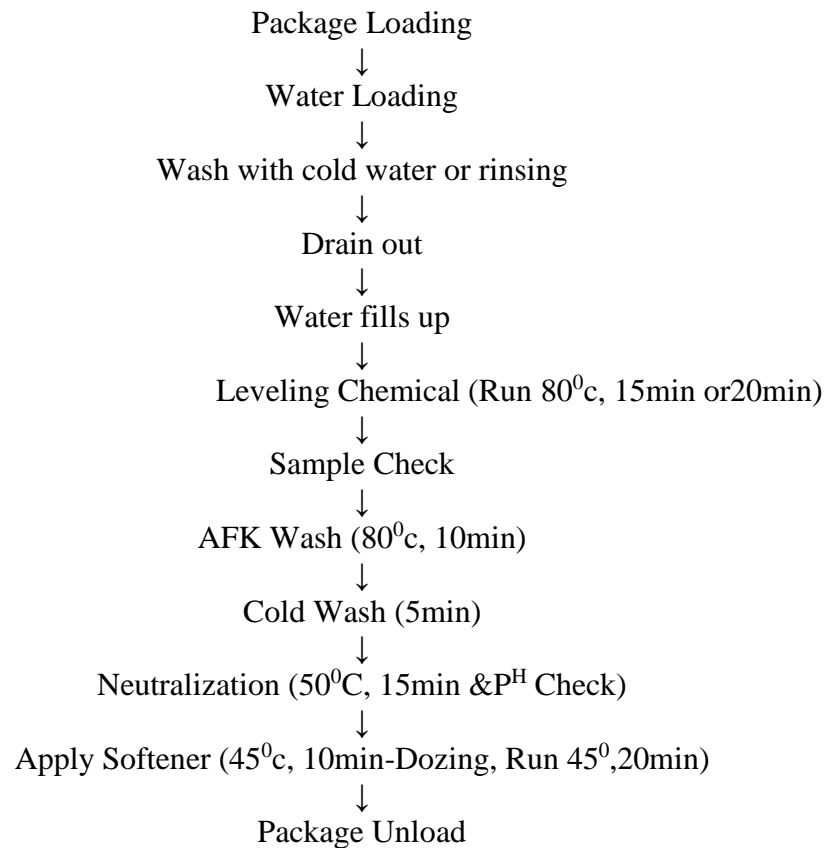 Package Loading
↓
Water Loading
↓
Wash with cold water or rinsing
↓
Drain out
↓
Water fills up
↓
Leveling Chemical (Run 80⁰c, 15min or20min)
↓
Sample Check
↓
AFK Wash (80⁰c, 10min)
↓
Cold Wash (5min)
↓
Neutralization (50⁰C, 15min &Pᴴ Check)
↓
Apply Softener (45⁰c, 10min-Dozing, Run 45⁰,20min)
↓
Package Unload